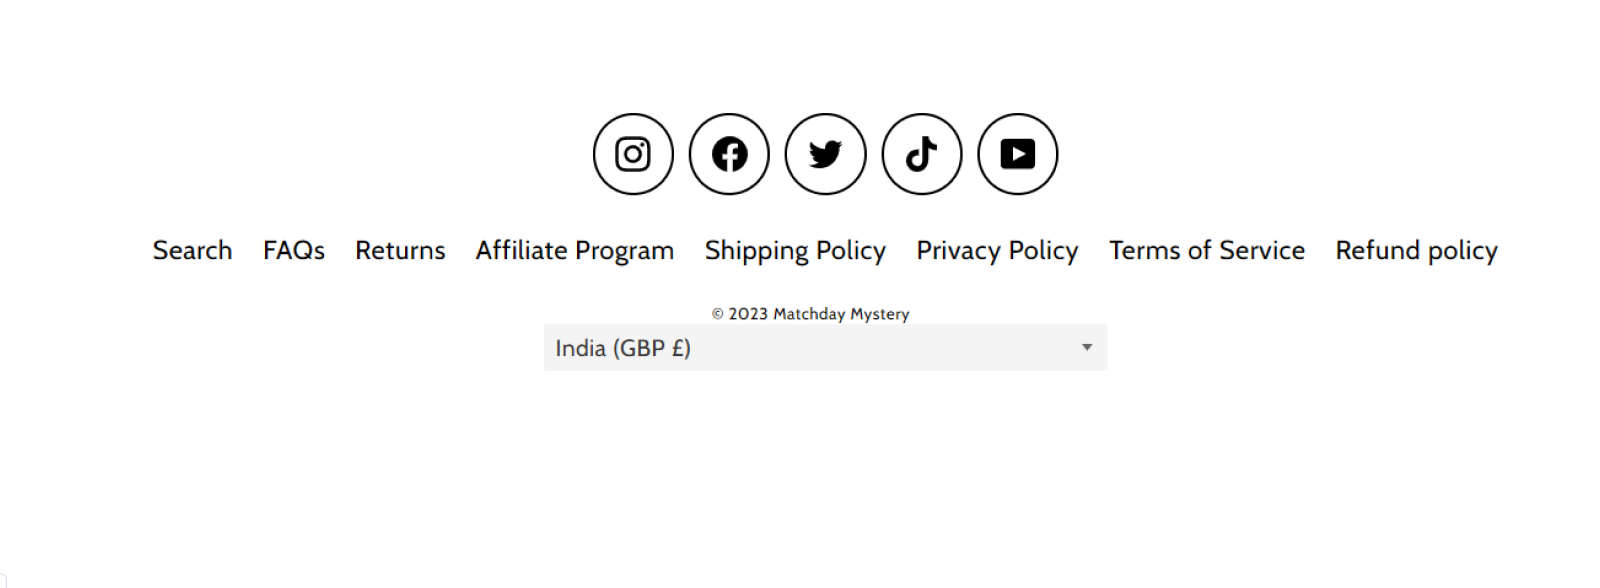 Search FAQs Returns Affiliate Program Shipping Policy Privacy Policy Terms of Service Refund policy
© 2023 Matchday Mystery
India (GBP £)